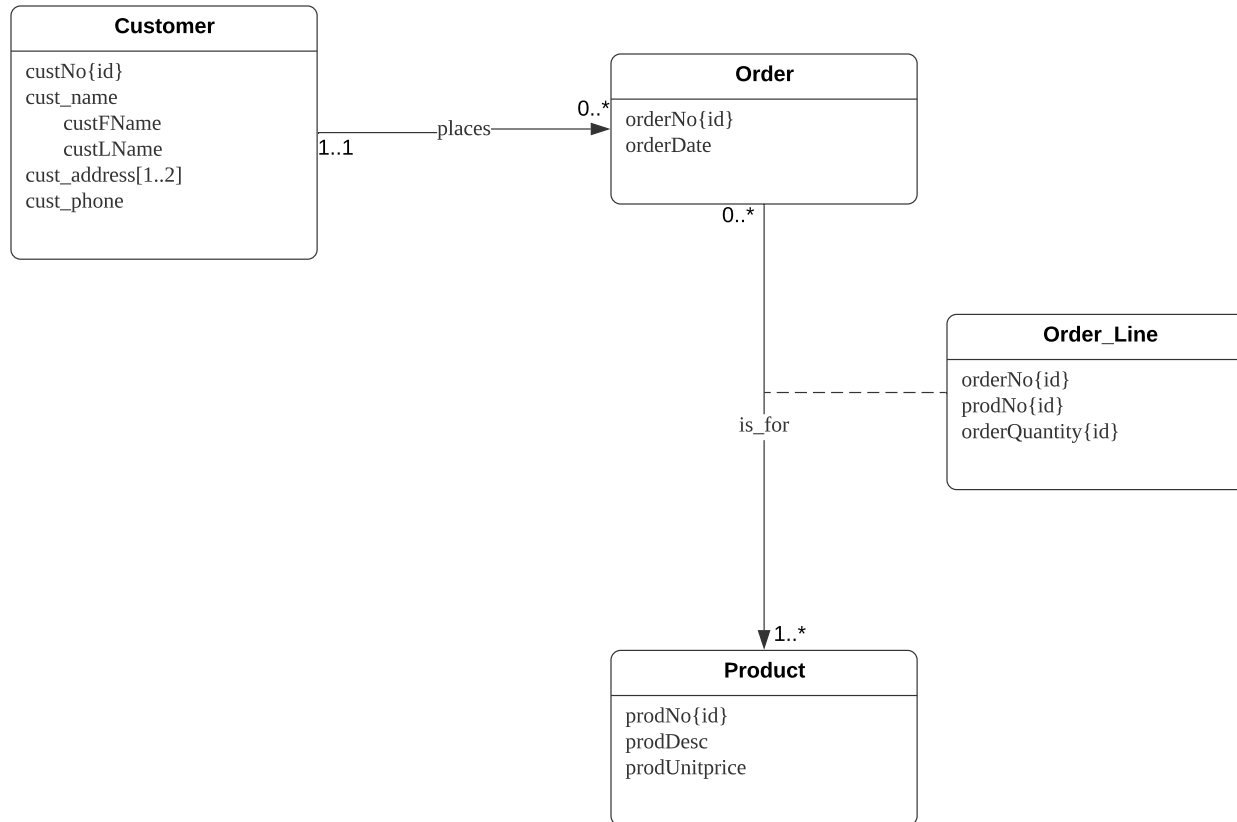 Customer
custNo{id}
cust_name
custFName
custLName
cust_address[1..2]
cust_phone
1..1
places
0..*
Order
orderNo{id}
orderDate
0..*
is_for
1..*
Order_Line
orderNo{id}
prodNo{id}
orderQuantity{id}
Product
prodNo{id}
prodDesc
prodUnitprice